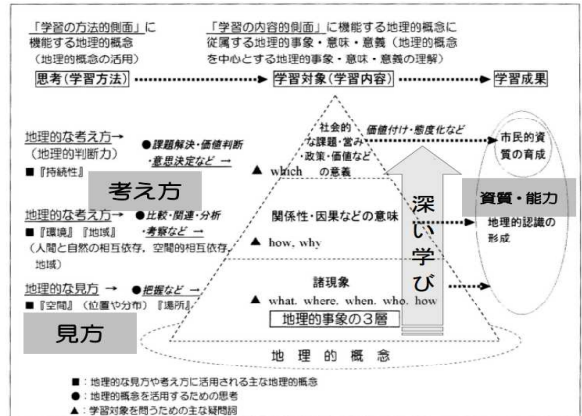 「学習の方法的側面」に
機能する地理的概念
（地理的概念の活用）
思考（学習方法）
「学習の内容的側面」に機能する地理的概念に
従属する地理的事象・意味・意義（地理的概念
を中心とする地理的事象・意味・意義の理解）
学習対象（学習内容）
学習成果
地理的な考え方→
（地理的判断力）
■『持続性』
●課題解決・価値判断
・意思決定など →
考え方
社会的
な課題・営み
・政策・価値など
の意義
▲ which
価値付け・態度化など
市民的資
質の育成
資質・能力
地理的認識の
形成
地理的な考え方→
■『環境』『地域』
（人間と自然の相互依存、空間的相互依存、
地域）
●比較・関連・分析
・考察など →
関係性・因果などの意味
▲ how, why
深い学び
地理的な見方 →
■『空間』（位置や分布）『場所』
●把握など→
見方
諸現象
▲ what. where. when. who. how
地理的事象の３層
地理的概念
■：地理的な見方や考え方に活用される主な地理的概念
●：地理的概念を活用するための思考
▲：学習対象を問うための主な疑問詞